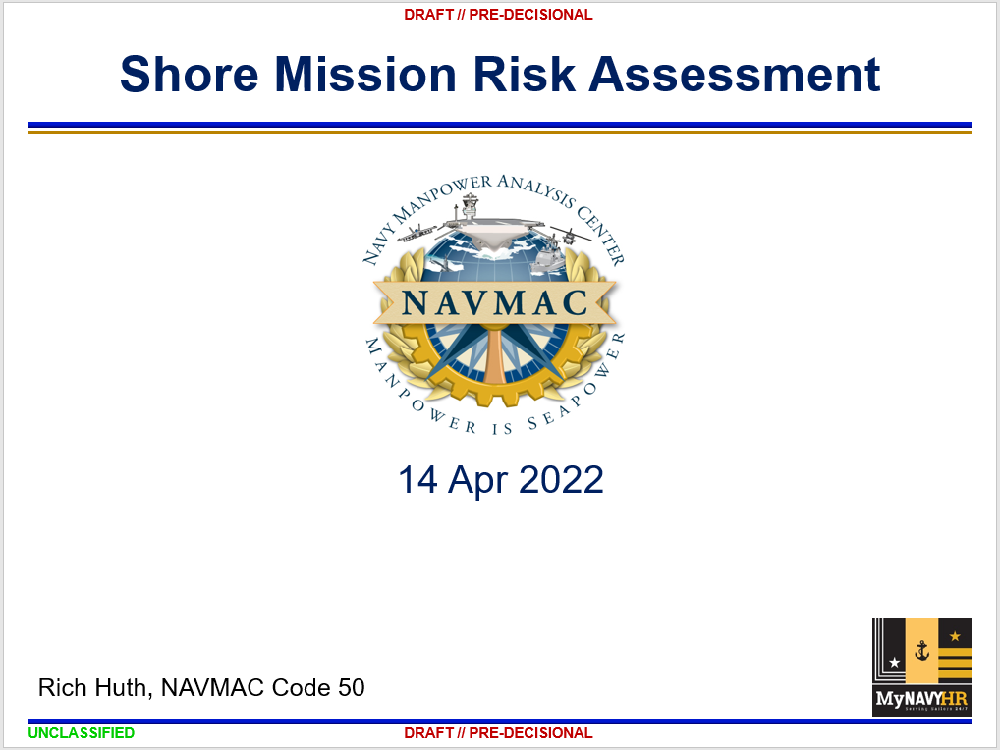 DRAFT // PRE-DECISIONAL
Shore Mission Risk Assessment
NAVY MANPOWER ANALYSIS CENTER
NAVMAC
MANPOWER IS SEAPOWER
14 Apr 2022
Rich Huth, NAVMAC Code 50
MyNAVYHR
Serving Sailors 24/7
UNCLASSIFIED
DRAFT // PRE-DECISIONAL